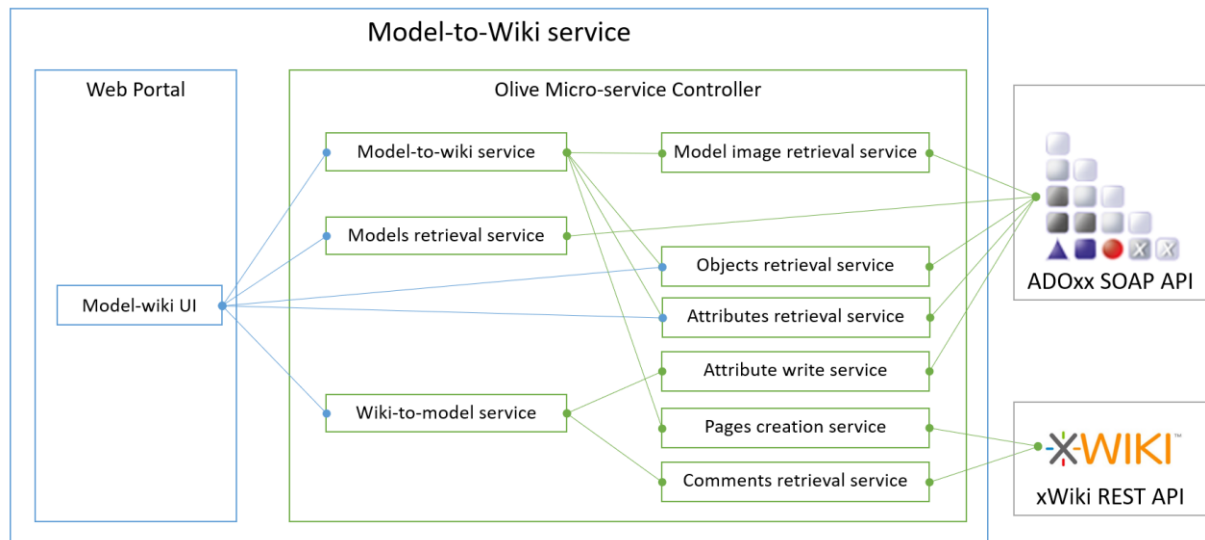 Model-to-Wiki service
Web Portal
Olive Micro-service Controller
Model-to-wiki service
Model image retrieval service
Models retrieval service
Objects retrieval service
Model-wiki UI
Attributes retrieval service
Attribute write service
Wiki-to-model service
Pages creation service
Comments retrieval service
X X
ADOxx SOAP API
XWIKI™
xWiki REST API